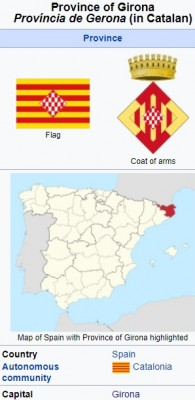 Province of Girona
Província de Gerona (in Catalan)
Province
Flag
Coat of arms
Map of Spain with Province of Girona highlighted
Country Spain
Autonomous community Catalonia
Capital Girona